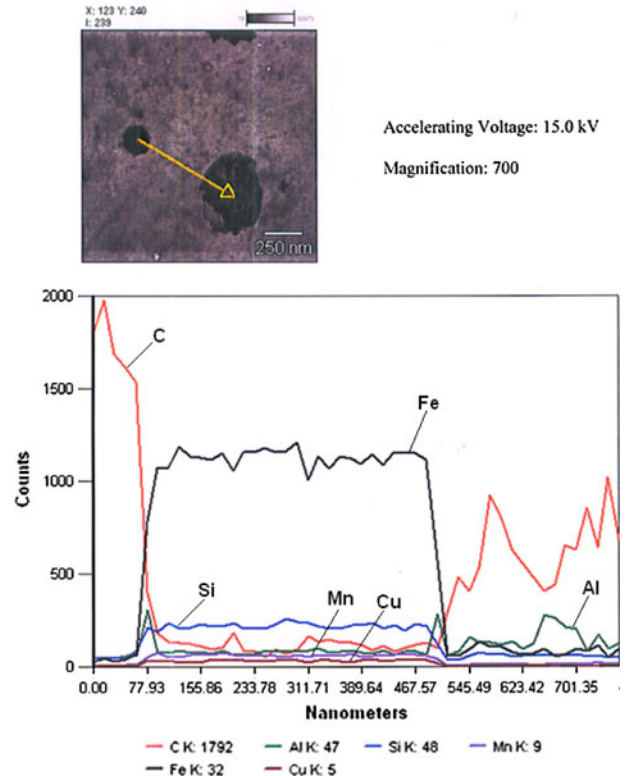 X: 123 Y: 240
I: 239
Accelerating Voltage: 15.0 kV
Magnification: 700
250 nm
2000
1500
1000
500
0
Counts
C
Fe
Si
Mn
Cu
Al
0.00 77.93 155.86 233.78 311.71 389.64 467.57 545.49 623.42 701.35
Nanometers
C K: 1792 Al K: 47 Si K: 48 Mn K: 9
Fe K: 32 Cu K: 5